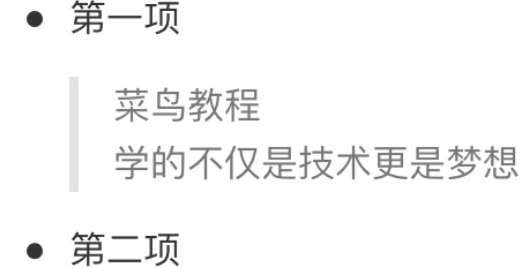 第一项
菜鸟教程
学的不仅是技术更是梦想
第二项